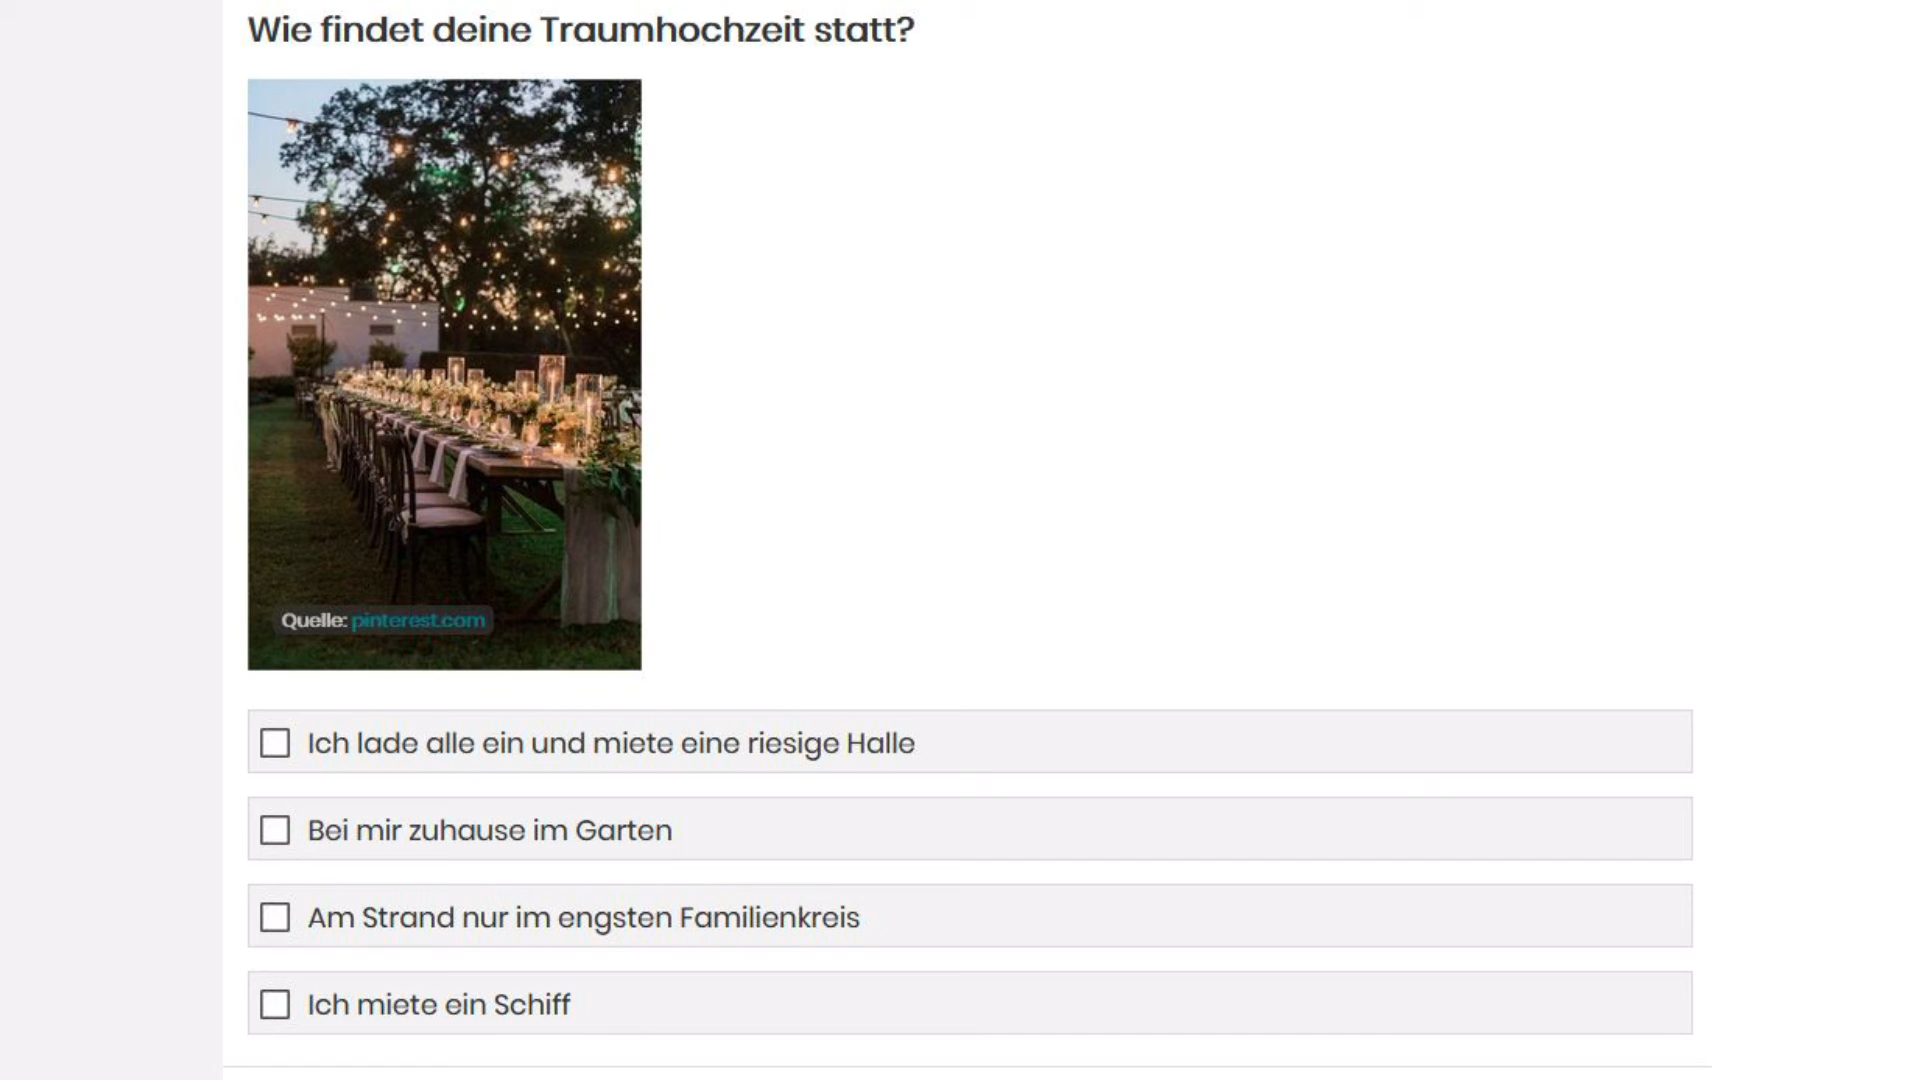 Wie findet deine Traumhochzeit statt?
Quelle: pinterest.com
Ich lade alle ein und miete eine riesige Halle
Bei mir zuhause im Garten
Am Strand nur im engsten Familienkreis
Ich miete ein Schiff